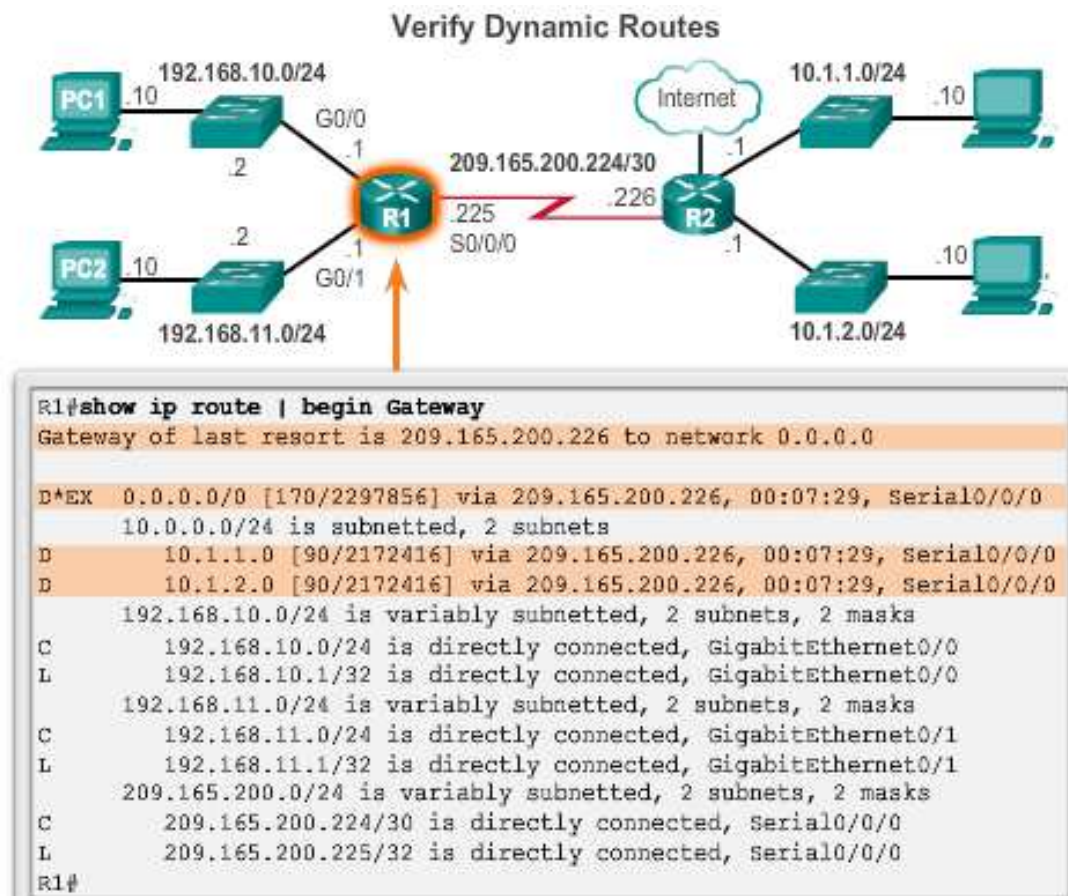 Verify Dynamic Routes
192.168.10.0/24
10.1.1.0/24
PC1
.10
Internet
.10
G0/0
.1
.1
.2
209.165.200.224/30
.226
R1
.225
R2
S0/0/0
.2
.1
.1
PC2
.10
G0/1
.10
192.168.11.0/24
10.1.2.0/24
R1#show ip route | begin Gateway
Gateway of last resort is 209.165.200.226 to network 0.0.0.0
D*EX 0.0.0.0/0 [170/2297856] via 209.165.200.226, 00:07:29, Serial0/0/0
10.0.0.0/24 is subnetted, 2 subnets
D 10.1.1.0 [90/2172416] via 209.165.200.226, 00:07:29, Serial0/0/0
D 10.1.2.0 [90/2172416] via 209.165.200.226, 00:07:29, Serial0/0/0
192.168.10.0/24 is variably subnetted, 2 subnets, 2 masks
C 192.168.10.0/24 is directly connected, GigabitEthernet0/0
L 192.168.10.1/32 is directly connected, GigabitEthernet0/0
192.168.11.0/24 is variably subnetted, 2 subnets, 2 masks
C 192.168.11.0/24 is directly connected, GigabitEthernet0/1
L 192.168.11.1/32 is directly connected, GigabitEthernet0/1
209.165.200.0/24 is variably subnetted, 2 subnets, 2 masks
C 209.165.200.224/30 is directly connected, Serial0/0/0
L 209.165.200.225/32 is directly connected, Serial0/0/0
R1#